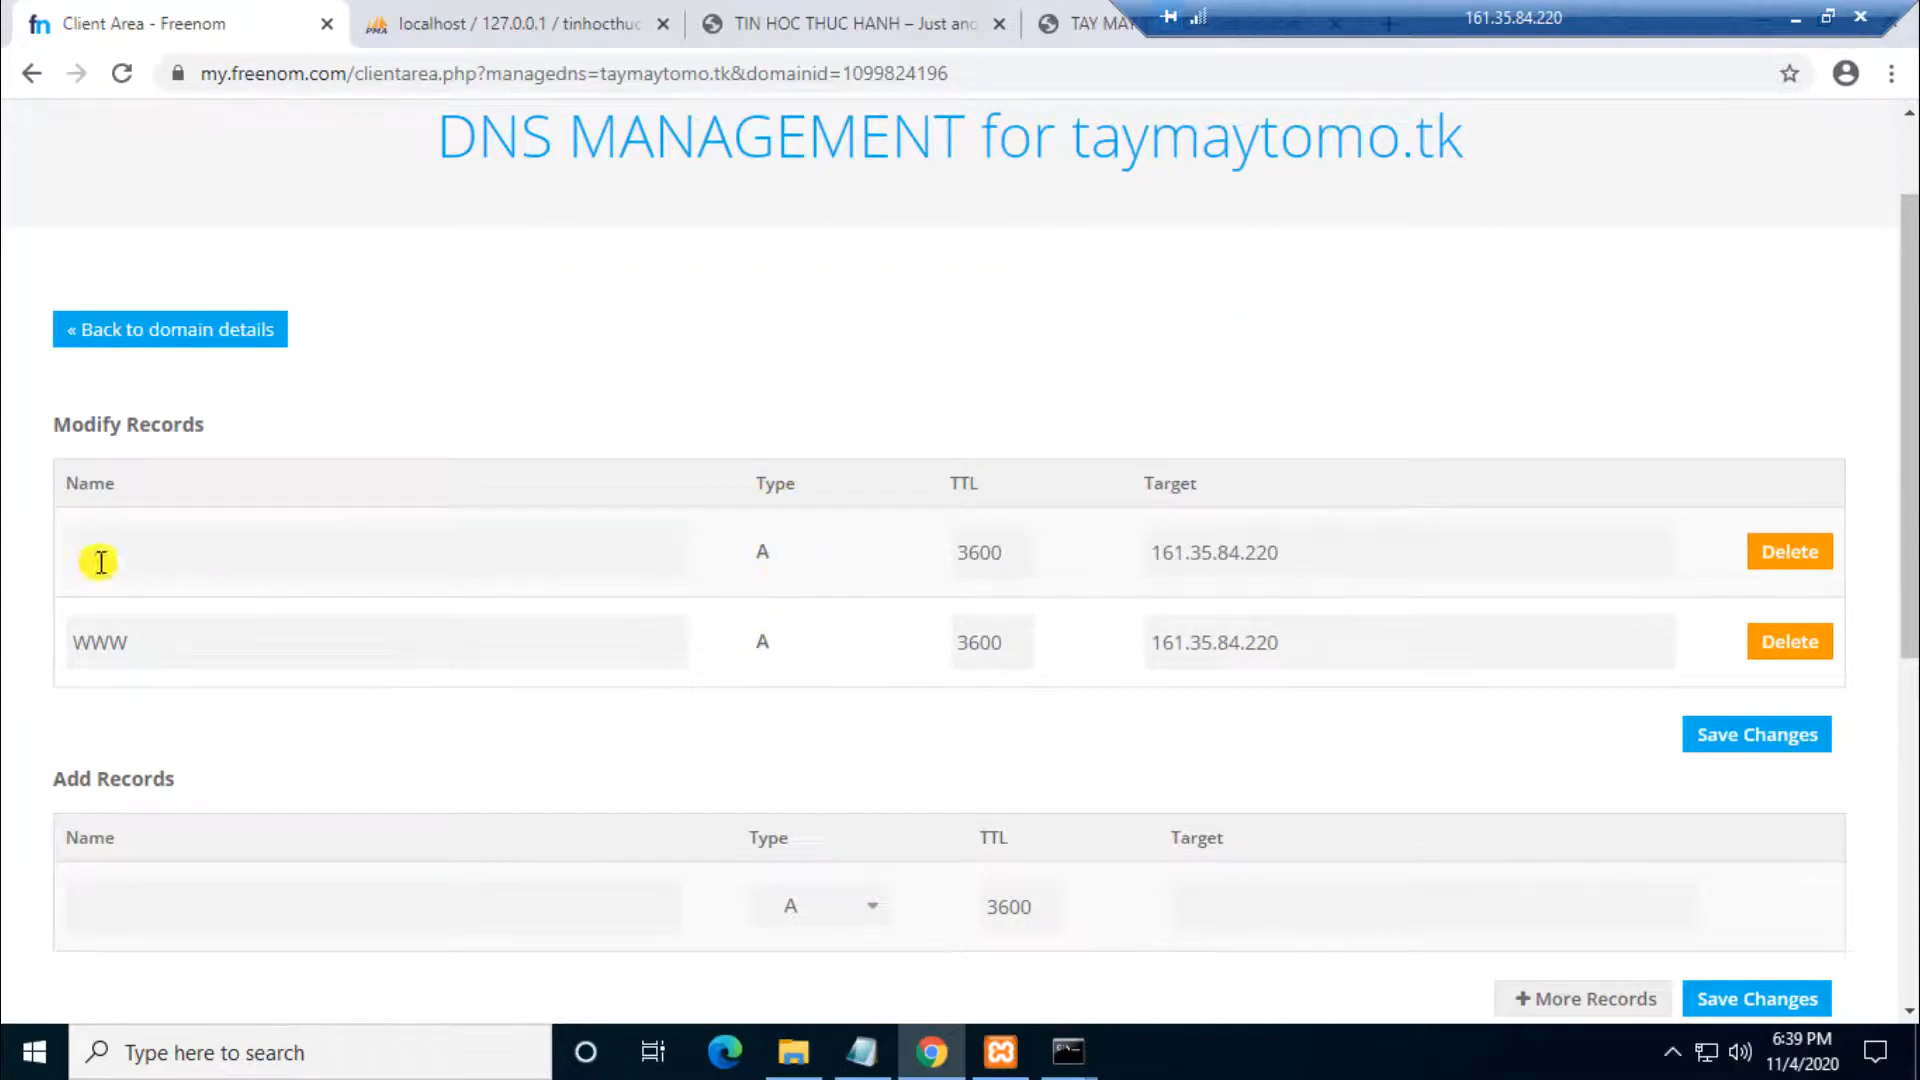 Client Area - Freenom
localhost / 127.0.0.1 / tinhocthuc
TIN HOC THUC HANH – Just and
TAY MAY
161.35.84.220
my.freenom.com/clientarea.php?managedns=taymaytomo.tk&domainid=1099824196
DNS MANAGEMENT for taymaytomo.tk
« Back to domain details
Modify Records
Name Type TTL Target
A 3600 161.35.84.220 Delete
WWW A 3600 161.35.84.220 Delete
Save Changes
Add Records
Name Type TTL Target
A 3600
+ More Records Save Changes
Type here to search
6:39 PM
11/4/2020